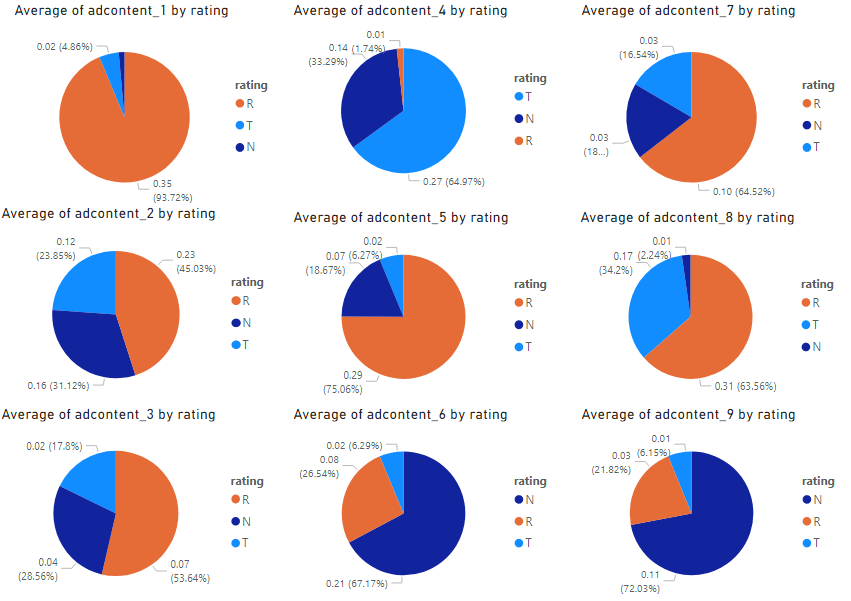 Average of adcontent_1 by rating
0.02 (4.86%)
0.35
(93.72%)
rating
R
T
N
Average of adcontent_4 by rating
0.01
(1.74%)
0.14
(33.29%)
0.27 (64.97%)
rating
T
N
R
Average of adcontent_7 by rating
0.03
(16.54%)
0.03
(18...)
0.10 (64.52%)
rating
R
N
T
Average of adcontent_2 by rating
0.12
(23.85%)
0.23
(45.03%)
0.16 (31.12%)
rating
R
N
T
Average of adcontent_5 by rating
0.02
(6.27%)
0.07
(18.67%)
0.29
(75.06%)
rating
R
N
T
Average of adcontent_8 by rating
0.01
(2.24%)
0.17
(34.2%)
0.31 (63.56%)
rating
R
T
N
Average of adcontent_3 by rating
0.02 (17.8%)
0.04
(28.56%)
0.07
(53.64%)
rating
R
N
T
Average of adcontent_6 by rating
0.02 (6.29%)
0.08
(26.54%)
0.21 (67.17%)
rating
N
R
T
Average of adcontent_9 by rating
0.01
(6.15%)
0.03
(21.82%)
0.11
(72.03%)
rating
N
R
T